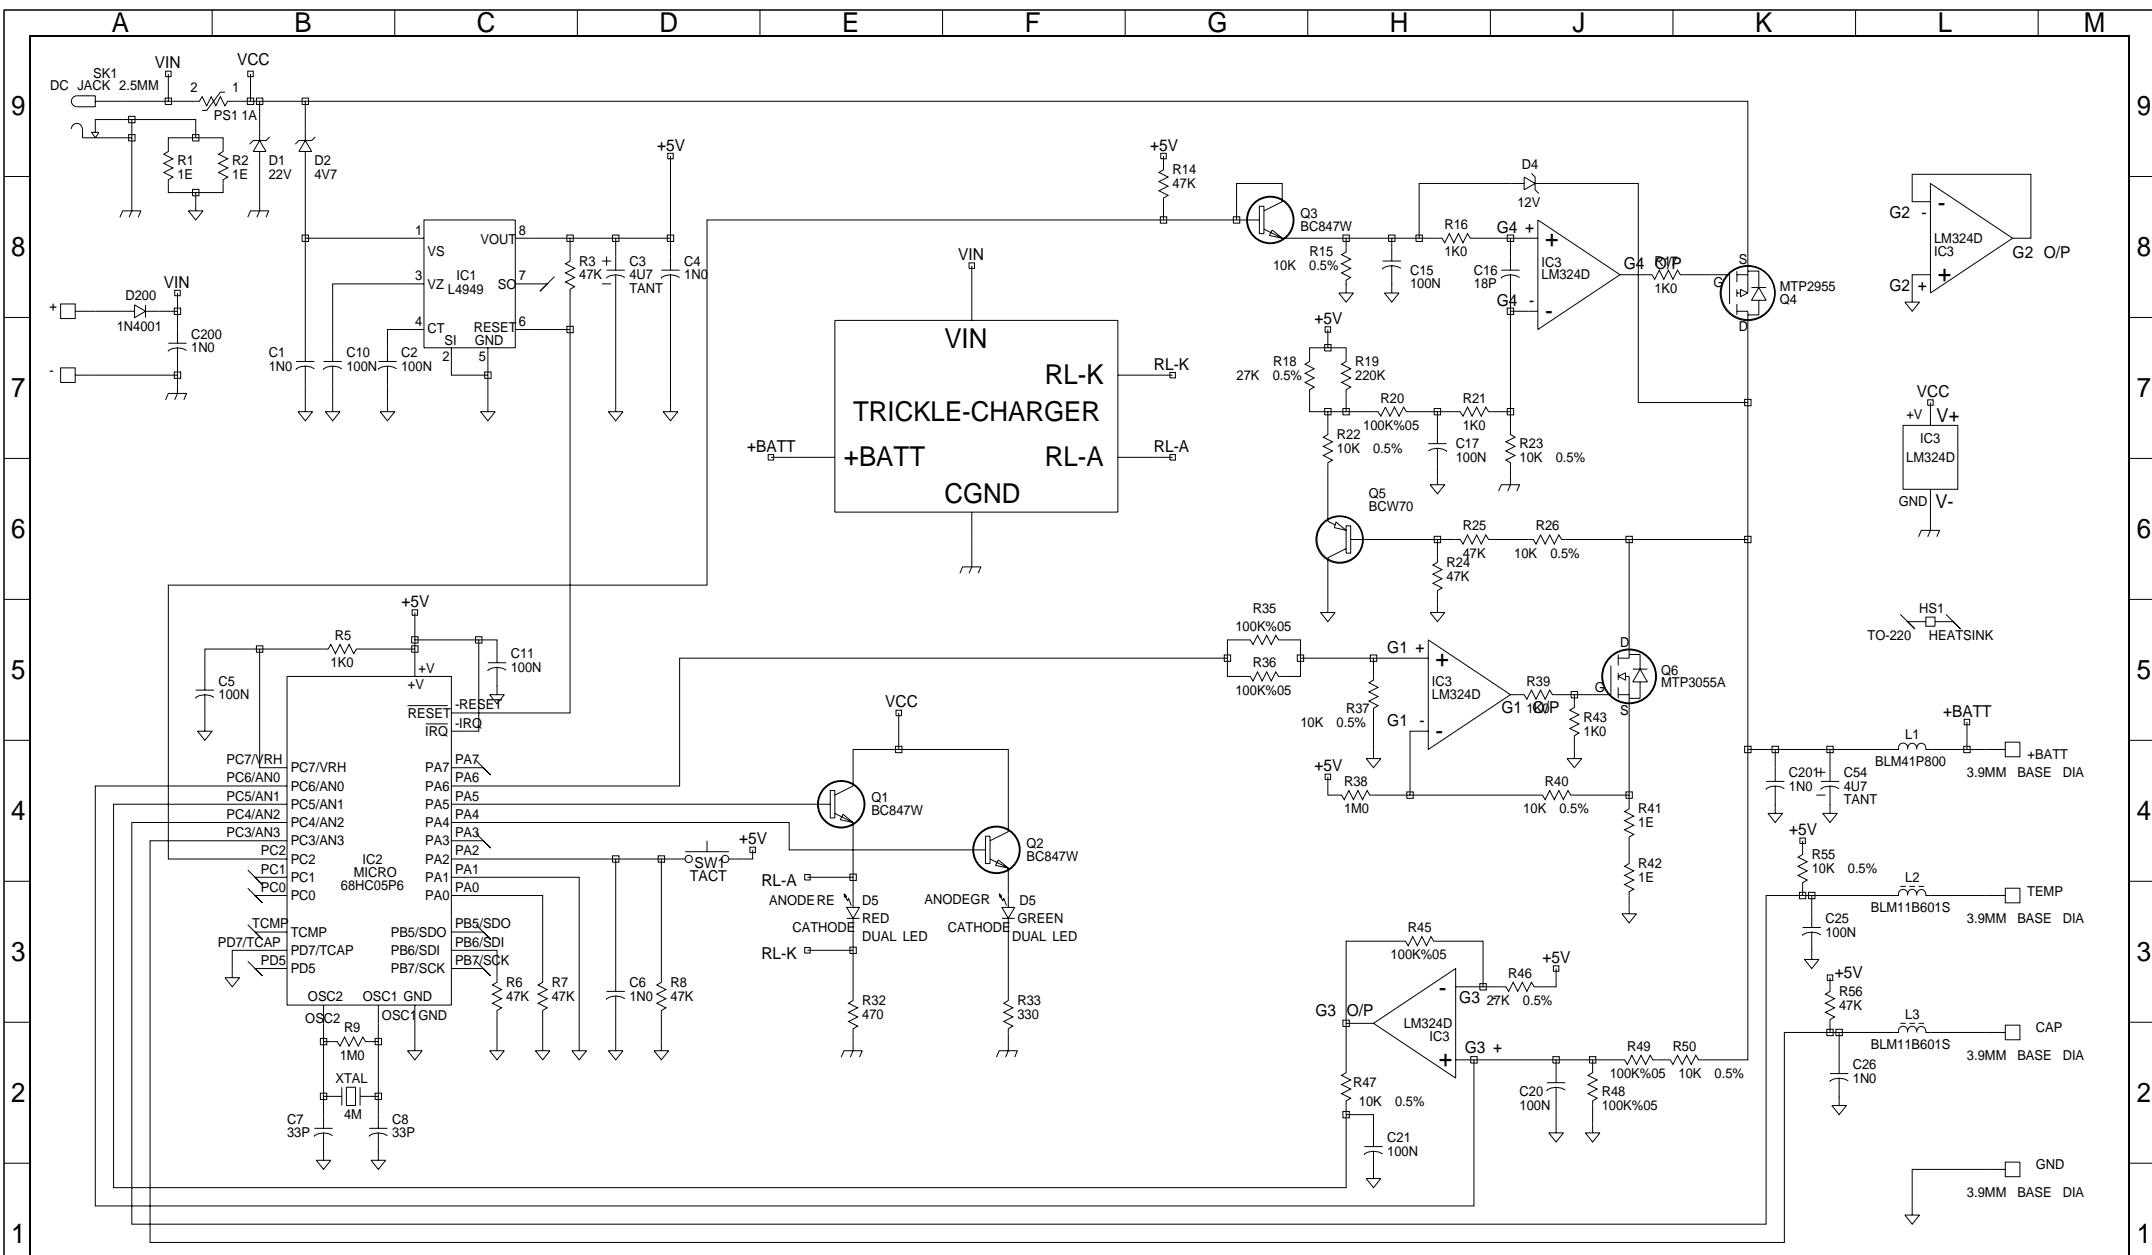 A B C D E F G H J K L M
9 9
8 8
7 7
6 6
5 5
4 4
3 3
2 2
1 1
SK1
DC JACK 2.5MM
VIN
VCC
2 1
PS1 1A
R1
1E
R2
1E
D1
22V
D2
4V7
+
D200
1N4001
VIN
C200
1N0
-
1
VS
3
VZ
4
CT
SI
2
GND
5
IC1
L4949
VOUT
8
SO
7
RESET
6
R3
47K
+
C3
4U7
TANT
-
C4
1N0
+5V
C1
1N0
C10
100N
C2
100N
VIN
VIN
TRICKLE-CHARGER
RL-K
RL-K
+BATT
+BATT
RL-A
RL-A
CGND
+5V
R14
47K
Q3
BC847W
R15
10K 0.5%
C15
100N
R16
1K0
C16
18P
D4
12V
G4 +
+
G4 -
-
IC3
LM324D
G4 O/P
R17
1K0
S
G
D
MTP2955
Q4
+5V
R18
27K 0.5%
R19
220K
R20
100K%05
R21
1K0
R22
10K 0.5%
C17
100N
R23
10K 0.5%
Q5
BCW70
R25
47K
R26
10K 0.5%
R24
47K
G2 -
-
LM324D
IC3
G2 +
+
G2 O/P
VCC
+V V+
IC3
LM324D
GND V-
HS1
TO-220 HEATSINK
+5V
R5
1K0
C5
100N
C11
100N
+V
+V
RESET
-RESET
IRQ
-IRQ
PC7/VRH PC7/VRH
PC6/AN0 PC6/AN0
PC5/AN1 PC5/AN1
PC4/AN2 PC4/AN2
PC3/AN3 PC3/AN3
PC2 PC2
PC1 PC1
PC0 PC0
TCMP TCMP
PD7/TCAP PD7/TCAP
PD5 PD5
IC2
MICRO
68HC05P6
PA7 PA7
PA6 PA6
PA5 PA5
PA4 PA4
PA3 PA3
PA2 PA2
PA1 PA1
PA0 PA0
PB5/SDO PB5/SDO
PB6/SDI PB6/SDI
PB7/SCK PB7/SCK
OSC2 OSC1 GND
OSC2 OSC1 GND
R9
1M0
XTAL
4M
C7
33P
C8
33P
R6
47K
R7
47K
C6
1N0
R8
47K
SW1
TACT
+5V
VCC
Q1
BC847W
Q2
BC847W
RL-A
ANODE RE D5
RED
CATHODE
DUAL LED
RL-K
ANODE GR D5
GREEN
CATHODE
DUAL LED
R32
470
R33
330
R35
100K%05
R36
100K%05
G1 +
+
IC3
LM324D
G1 -
-
G1 O/P
R37
10K 0.5%
R39
1K0
R43
1K0
D
G
S
Q6
MTP3055A
+5V
R38
1M0
R40
10K 0.5%
R41
1E
R42
1E
+BATT
L1
BLM41P800
+BATT
3.9MM BASE DIA
C201
1N0
+
C54
4U7
TANT
-
+5V
R55
10K 0.5%
L2
BLM11B601S
TEMP
3.9MM BASE DIA
C25
100N
+5V
R56
47K
L3
BLM11B601S
CAP
3.9MM BASE DIA
C26
1N0
R45
100K%05
R46
27K 0.5%
+5V
G3 -
-
LM324D
IC3
G3 O/P
G3 +
+
R47
10K 0.5%
C21
100N
C20
100N
R48
100K%05
R49
100K%05
R50
10K 0.5%
GND
3.9MM BASE DIA